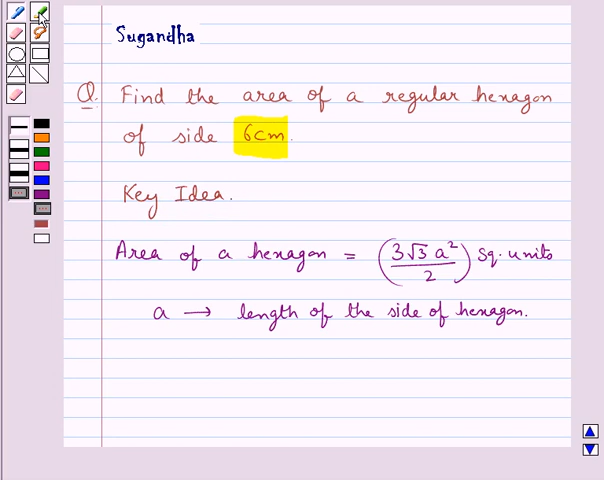 Sugandha
Q. Find the area of a regular hexagon
of side 6cm.
Key Idea.
Area of a hexagon = (3√3 a²/2) sq. units
a → length of the side of hexagon.